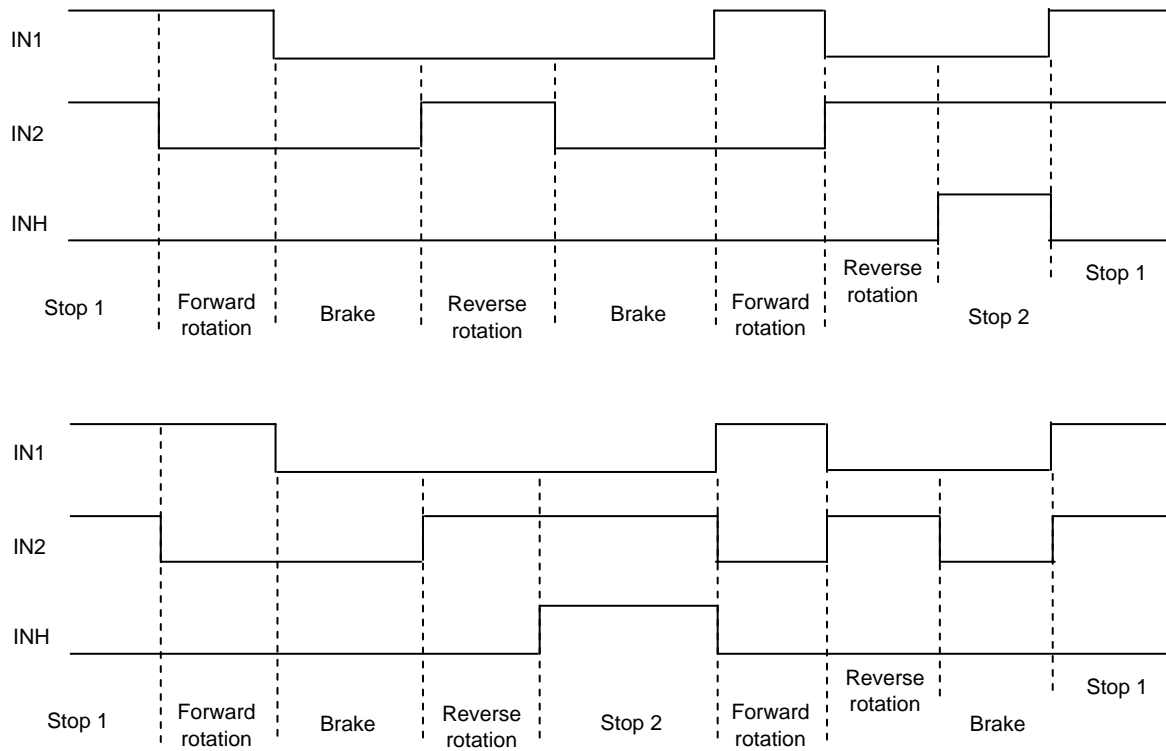 IN1
IN2
INH
Stop 1
Forward
rotation
Brake
Reverse
rotation
Brake
Forward
rotation
Reverse
rotation
Stop 2
Stop 1
IN1
IN2
INH
Stop 1
Forward
rotation
Brake
Reverse
rotation
Stop 2
Forward
rotation
Reverse
rotation
Brake
Stop 1